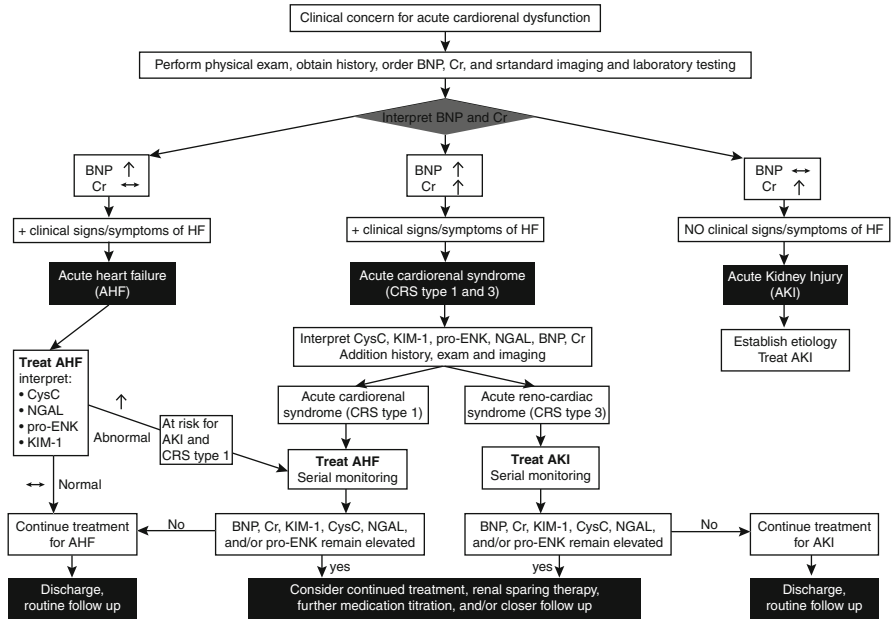 Clinical concern for acute cardiorenal dysfunction
Perform physical exam, obtain history, order BNP, Cr, and srtandard imaging and laboratory testing
Interpret BNP and Cr
BNP ↑
Cr ↔
BNP ↑
Cr ↑
BNP ↔
Cr ↑
+ clinical signs/symptoms of HF
+ clinical signs/symptoms of HF
NO clinical signs/symptoms of HF
Acute heart failure
(AHF)
Acute cardiorenal syndrome
(CRS type 1 and 3)
Acute Kidney Injury
(AKI)
Interpret CysC, KIM-1, pro-ENK, NGAL, BNP, Cr
Addition history, exam and imaging
Establish etiology
Treat AKI
Treat AHF
interpret:
• CysC
• NGAL
• pro-ENK
• KIM-1
↑
Abnormal
At risk for
AKI and
CRS type 1
Acute cardiorenal
syndrome (CRS type 1)
Acute reno-cardiac
syndrome (CRS type 3)
Treat AHF
Serial monitoring
Treat AKI
Serial monitoring
↔ Normal
Continue treatment
for AHF
No
BNP, Cr, KIM-1, CysC, NGAL,
and/or pro-ENK remain elevated
BNP, Cr, KIM-1, CysC, NGAL,
and/or pro-ENK remain elevated
No
Continue treatment
for AKI
yes
yes
Discharge,
routine follow up
Consider continued treatment, renal sparing therapy,
further medication titration, and/or closer follow up
Discharge,
routine follow up